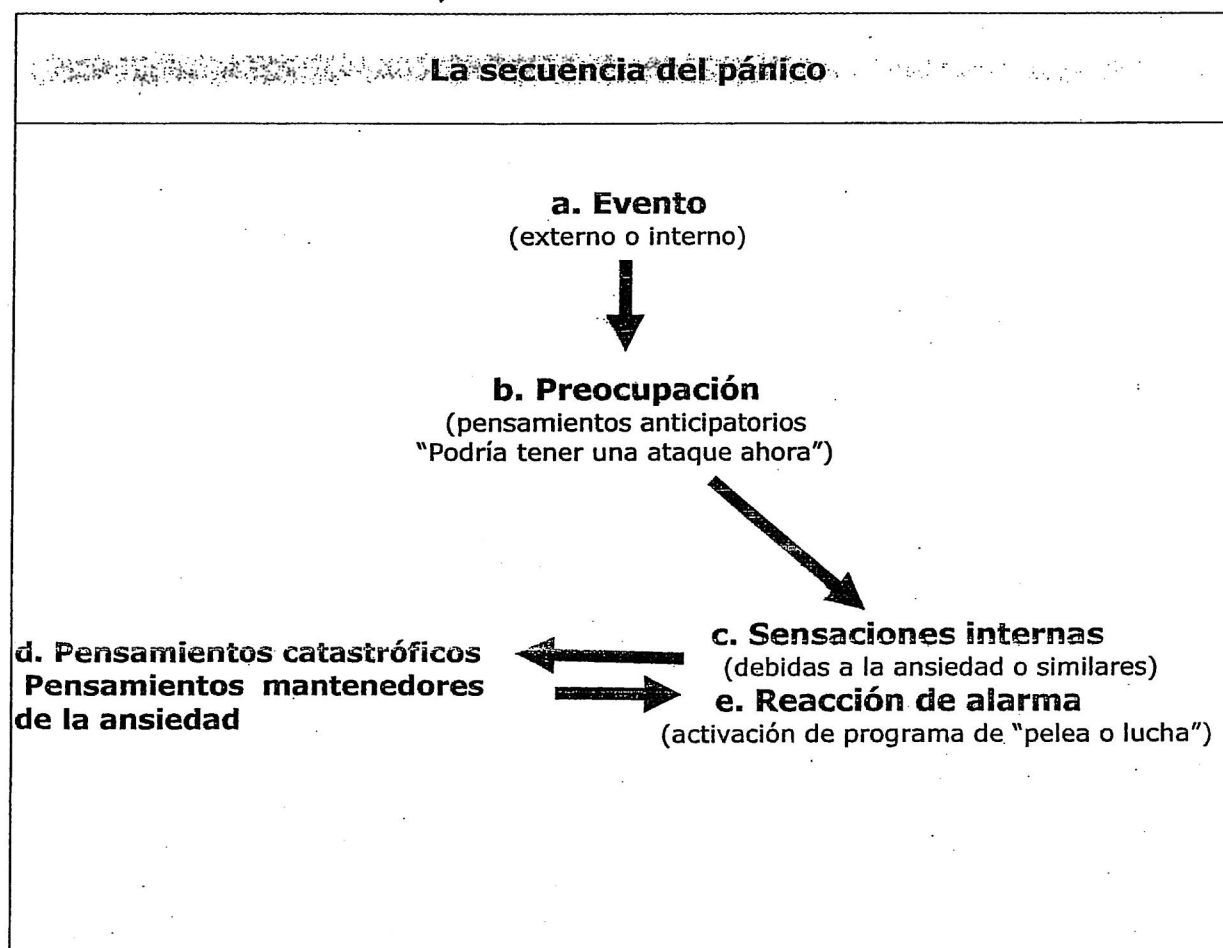 La secuencia del pánico
a. Evento
(externo o interno)
b. Preocupación
(pensamientos anticipatorios
"Podría tener una ataque ahora")
c. Sensaciones internas
(debidas a la ansiedad o similares)
d. Pensamientos catastróficos
Pensamientos mantenedores
de la ansiedad
e. Reacción de alarma
(activación de programa de "pelea o lucha")